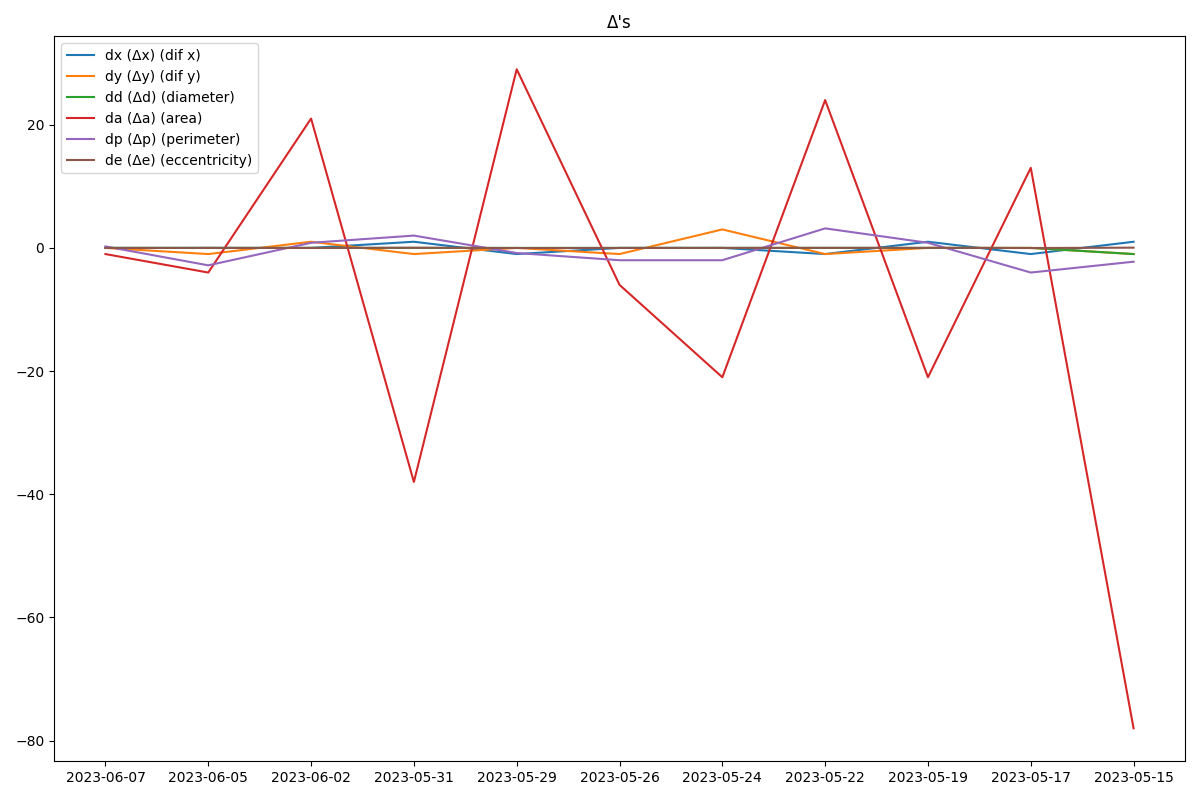 Δ's
dx (Δx) (dif x)
dy (Δy) (dif y)
dd (Δd) (diameter)
da (Δa) (area)
dp (Δp) (perimeter)
de (Δe) (eccentricity)
20
0
−20
−40
−60
−80
2023-06-07 2023-06-05 2023-06-02 2023-05-31 2023-05-29 2023-05-26 2023-05-24 2023-05-22 2023-05-19 2023-05-17 2023-05-15